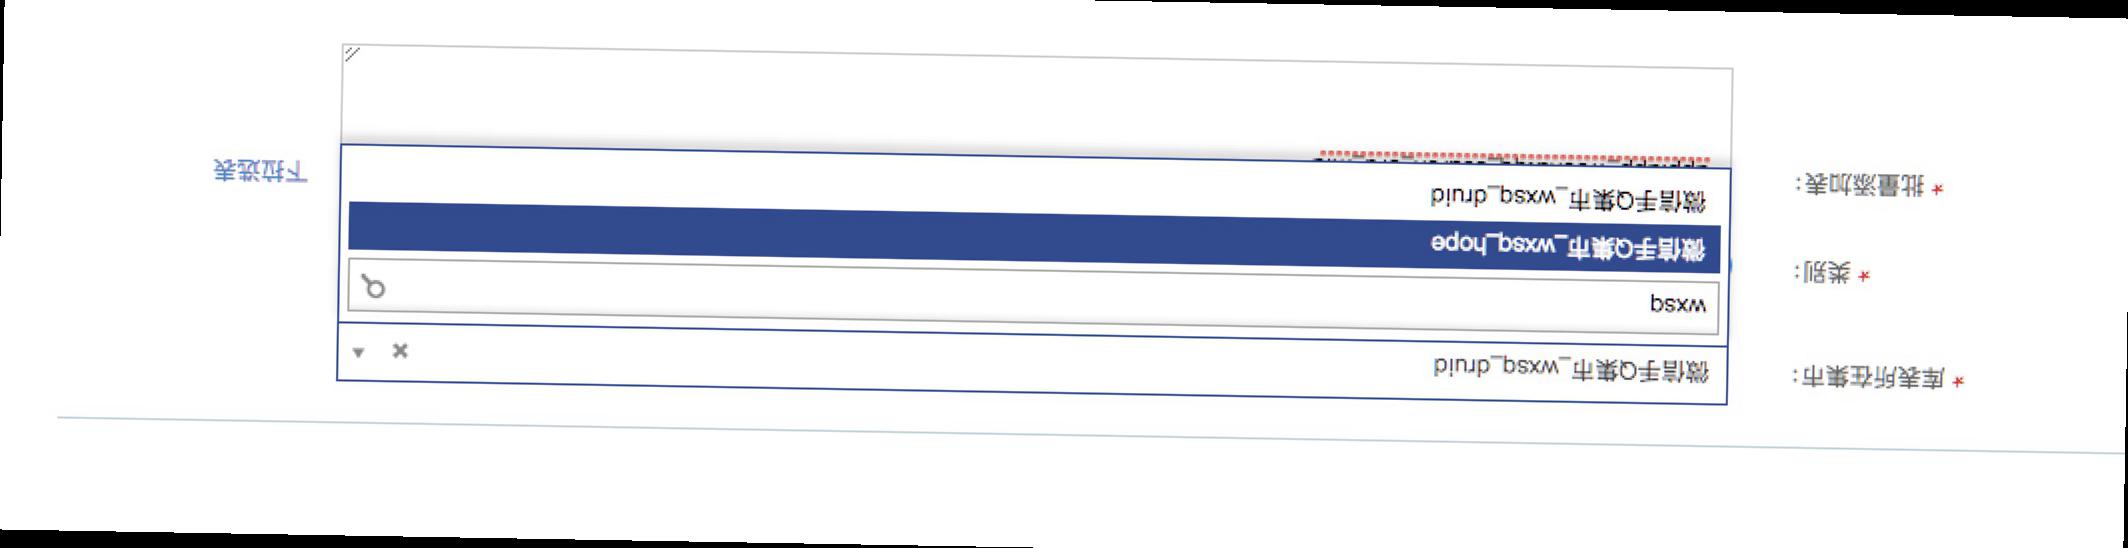 * 库表所在集市: 微信手Q集市_wxsq_druid
wxsq
* 类别: 微信手Q集市_wxsq_hope
微信手Q集市_wxsq_druid
* 批量添加表: 下拉选表